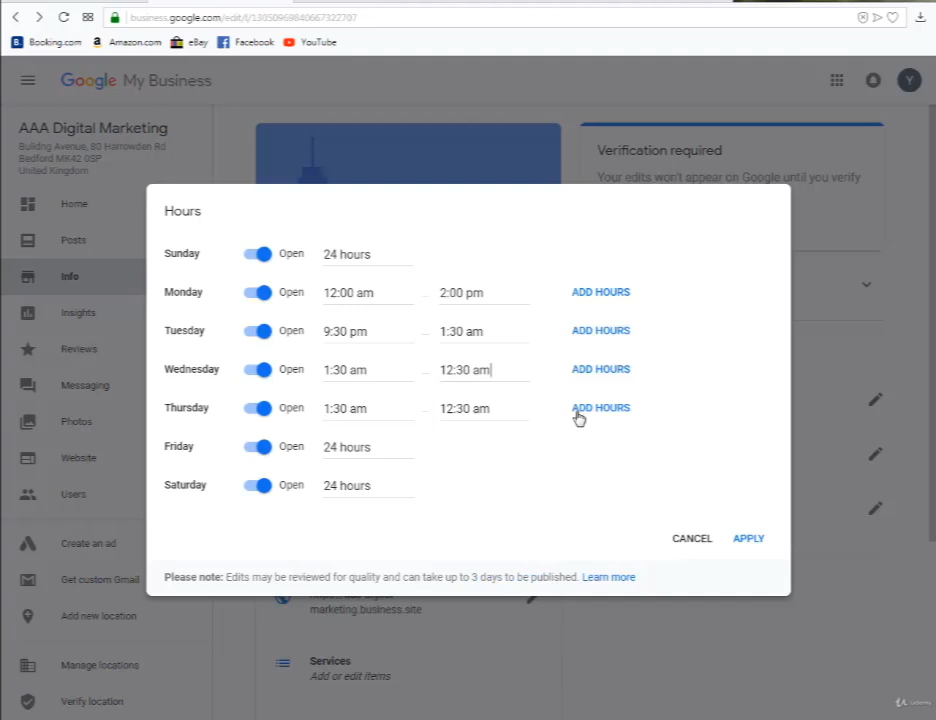 business.google.com/edit/l/13050969840667322707
Booking.com Amazon.com eBay Facebook YouTube
Google My Business
Y
AAA Digital Marketing
Buildng Avenue, 80 Harrowden Rd
Bedford MK42 0SP
United Kingdom
Home
Posts
Info
Insights
Reviews
Messaging
Photos
Website
Users
Create an ad
Get custom Gmail
Add new location
Manage locations
Verify location
Verification required
Your edits won't appear on Google until you verify
Hours
Sunday Open 24 hours
Monday Open 12:00 am 2:00 pm ADD HOURS
Tuesday Open 9:30 pm 1:30 am ADD HOURS
Wednesday Open 1:30 am 12:30 am ADD HOURS
Thursday Open 1:30 am 12:30 am ADD HOURS
Friday Open 24 hours
Saturday Open 24 hours
CANCEL APPLY
Please note: Edits may be reviewed for quality and can take up to 3 days to be published. Learn more
marketing.business.site
Services
Add or edit items
Udemy